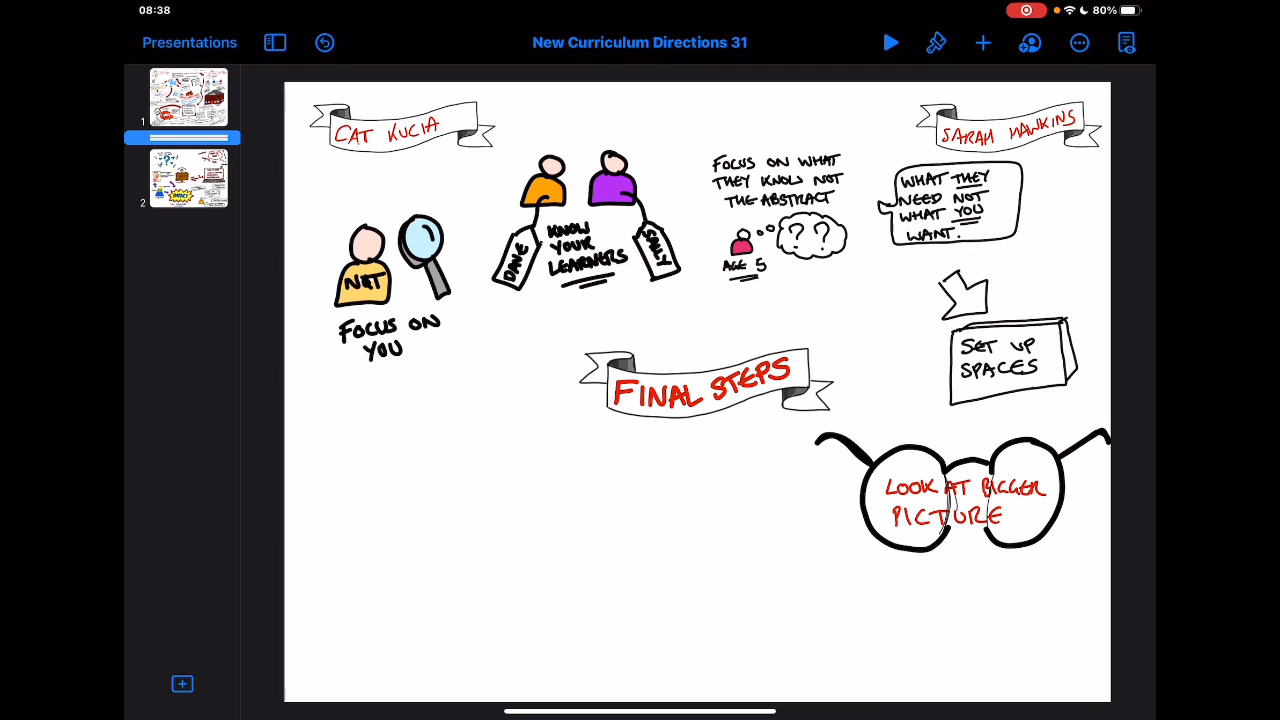 08:38
80%
Presentations
New Curriculum Directions 31
1
2
CAT KUCIA
SARAH HAWKINS
NOT
FOCUS ON
YOU
DAVE
KNOW
YOUR
LEARNERS
SALLY
FOCUS ON WHAT
THEY KNOW NOT
THE ABSTRACT
? ?
AGE 5
WHAT THEY
NEED NOT
WHAT YOU
WANT.
SET UP
SPACES
FINAL STEPS
LOOK AT BIGGER
PICTURE